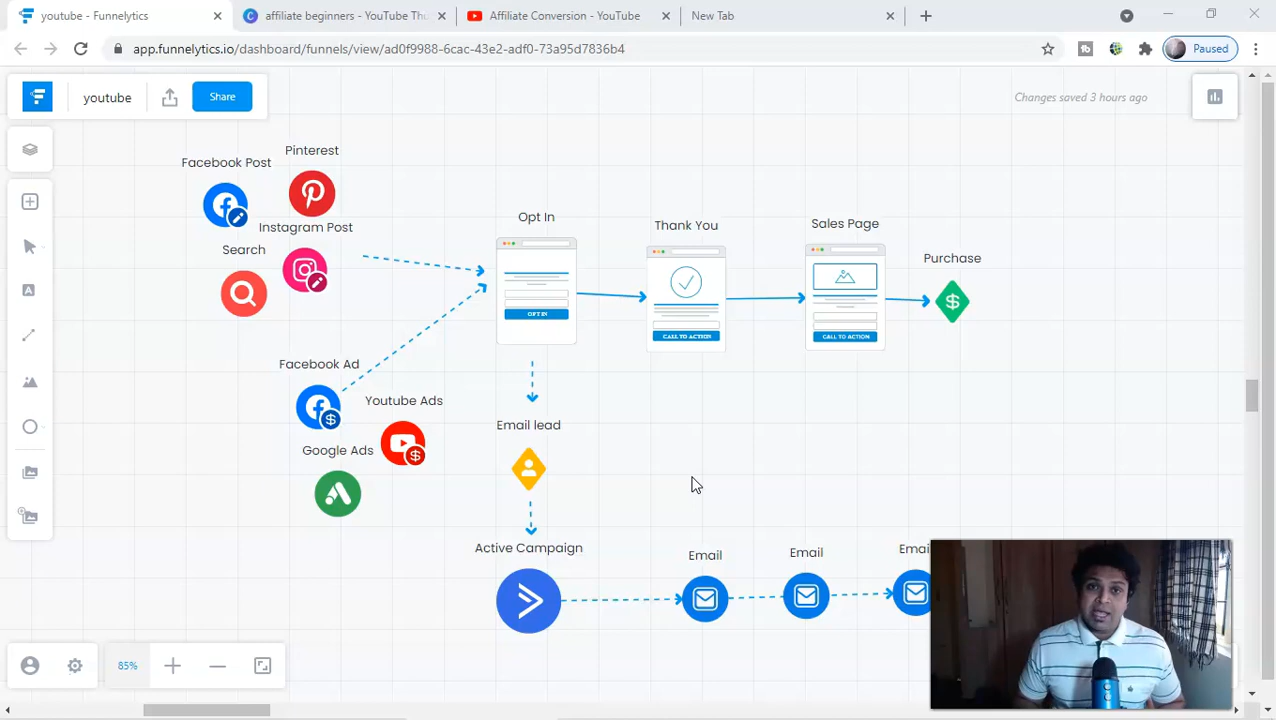 youtube - Funnelytics
affiliate beginners - YouTube Thu
Affiliate Conversion - YouTube
New Tab
app.funnelytics.io/dashboard/funnels/view/ad0f9988-6cac-43e2-adf0-73a95d7836b4
Paused
youtube
Share
Changes saved 3 hours ago
Facebook Post
Pinterest
Instagram Post
Search
Opt In
OPT IN
Thank You
CALL TO ACTION
Sales Page
CALL TO ACTION
Purchase
Facebook Ad
Youtube Ads
Google Ads
Email lead
Active Campaign
Email
Email
Emai
85%